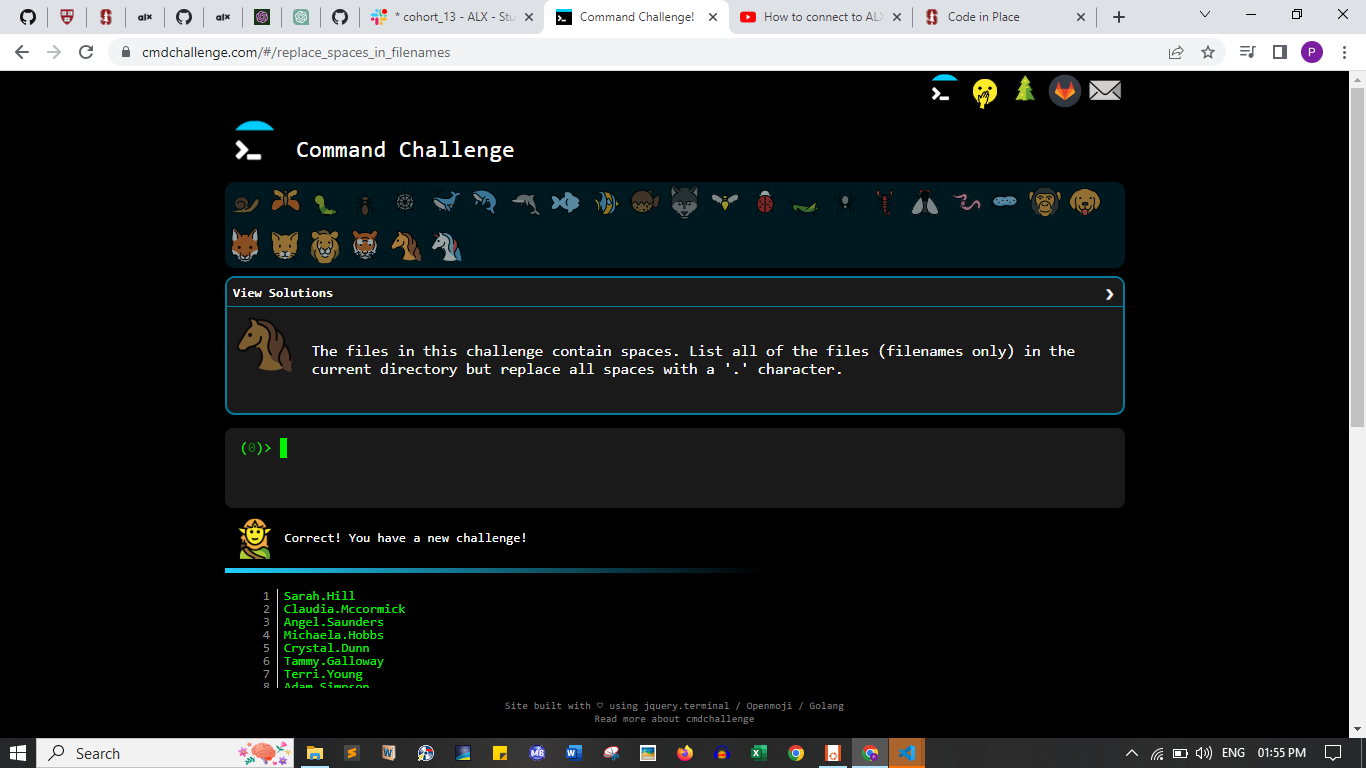 alx
alx
* cohort_13 - ALX - Stu
Command Challenge!
How to connect to ALX
Code in Place
cmdchallenge.com/#/replace_spaces_in_filenames
P
Command Challenge
View Solutions
The files in this challenge contain spaces. List all of the files (filenames only) in the
current directory but replace all spaces with a '.' character.
(0)>
Correct! You have a new challenge!
1 Sarah.Hill
2 Claudia.Mccormick
3 Angel.Saunders
4 Michaela.Hobbs
5 Crystal.Dunn
6 Tammy.Galloway
7 Terri.Young
8 Adam.Simpson
Site built with ♡ using jquery.terminal / Openmoji / Golang
Read more about cmdchallenge
Search
ENG
01:55 PM